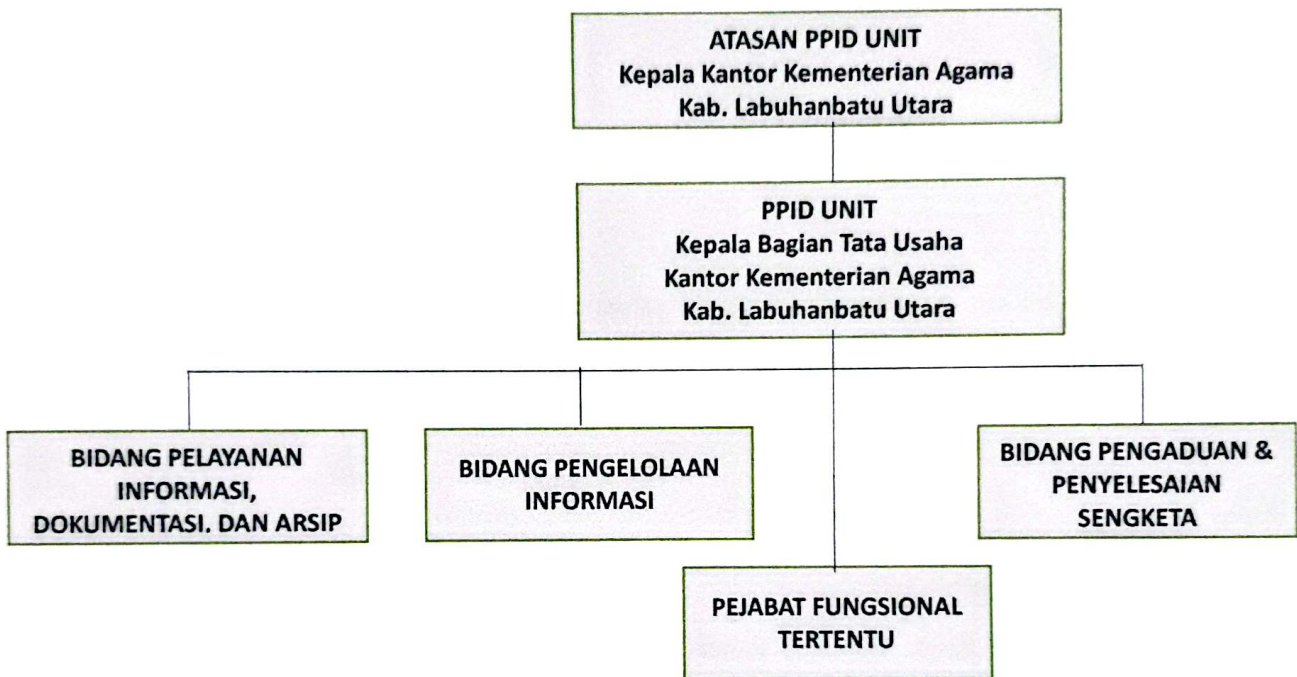 ATASAN PPID UNIT
Kepala Kantor Kementerian Agama
Kab. Labuhanbatu Utara
PPID UNIT
Kepala Bagian Tata Usaha
Kantor Kementerian Agama
Kab. Labuhanbatu Utara
BIDANG PELAYANAN
INFORMASI,
DOKUMENTASI. DAN ARSIP
BIDANG PENGELOLAAN
INFORMASI
BIDANG PENGADUAN &
PENYELESAIAN
SENGKETA
PEJABAT FUNGSIONAL
TERTENTU